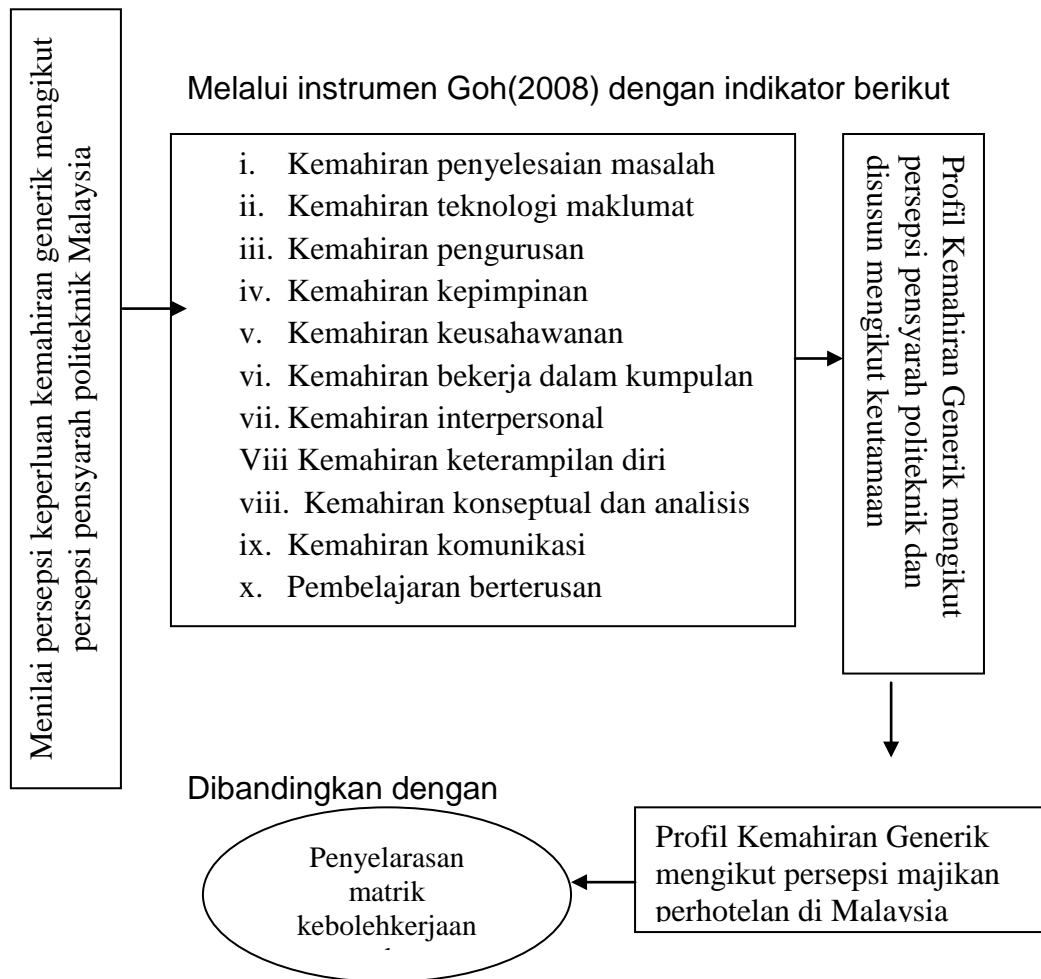 Menilai persepsi keperluan kemahiran generik mengikut
persepsi pensyarah politeknik Malaysia
Melalui instrumen Goh(2008) dengan indikator berikut
i. Kemahiran penyelesaian masalah
ii. Kemahiran teknologi maklumat
iii. Kemahiran pengurusan
iv. Kemahiran kepimpinan
v. Kemahiran keusahawanan
vi. Kemahiran bekerja dalam kumpulan
vii. Kemahiran interpersonal
Viii Kemahiran keterampilan diri
viii. Kemahiran konseptual dan analisis
ix. Kemahiran komunikasi
x. Pembelajaran berterusan
Profil Kemahiran Generik mengikut
persepsi pensyarah politeknik dan
disusun mengikut keutamaan
Dibandingkan dengan
Profil Kemahiran Generik
mengikut persepsi majikan
perhotelan di Malaysia
Penyelarasan
matrik
kebolehkerjaan